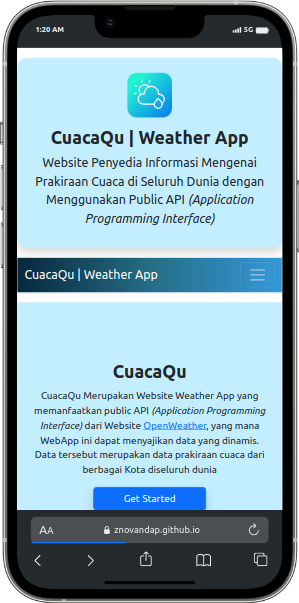 1:20 AM 5G
CuacaQu | Weather App
Website Penyedia Informasi Mengenai
Prakiraan Cuaca di Seluruh Dunia dengan
Menggunakan Public API (Application
Programming Interface)
CuacaQu | Weather App
CuacaQu
CuacaQu Merupakan Website Weather App yang
memanfaatkan public API (Application Programming
Interface) dari Website OpenWeather, yang mana
WebApp ini dapat menyajikan data yang dinamis.
Data tersebut merupakan data prakiraan cuaca dari
berbagai Kota diseluruh dunia
Get Started
AA znovandap.github.io